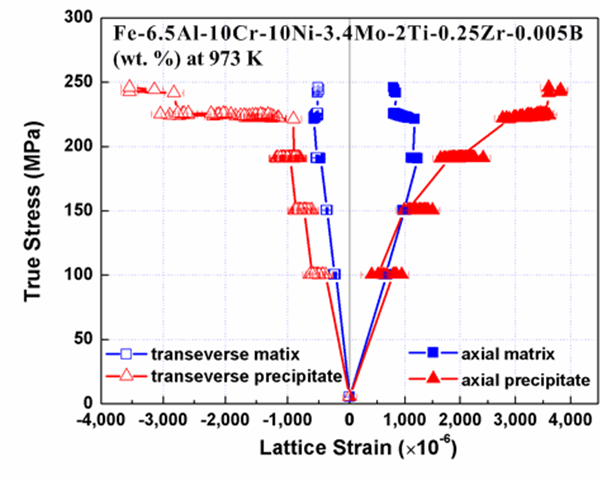 Fe-6.5Al-10Cr-10Ni-3.4Mo-2Ti-0.25Zr-0.005B
(wt. %) at 973 K
300
250
200
150
100
50
0
True Stress (MPa)
transeverse matix
transeverse precipitate
axial matrix
axial precipitate
-4,000 -3,000 -2,000 -1,000 0 1,000 2,000 3,000 4,000
Lattice Strain (×10⁻⁶)